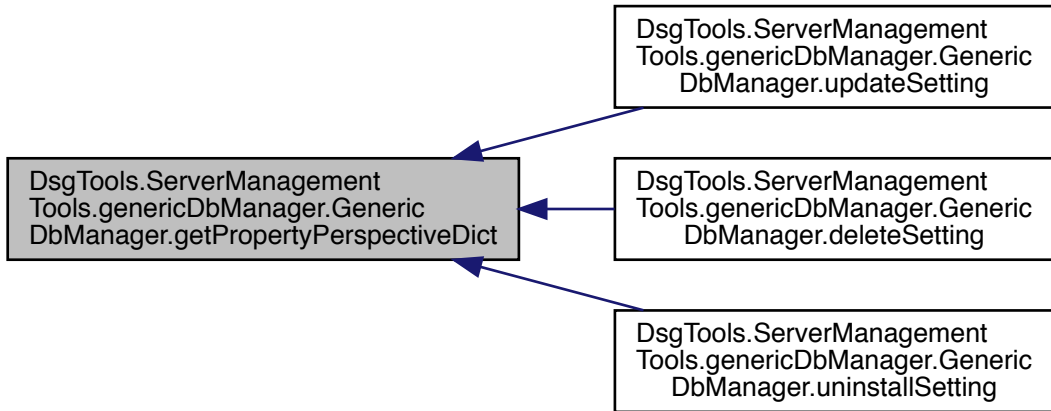 DsgTools.ServerManagement
Tools.genericDbManager.Generic
DbManager.getPropertyPerspectiveDict
DsgTools.ServerManagement
Tools.genericDbManager.Generic
DbManager.updateSetting
DsgTools.ServerManagement
Tools.genericDbManager.Generic
DbManager.deleteSetting
DsgTools.ServerManagement
Tools.genericDbManager.Generic
DbManager.uninstallSetting